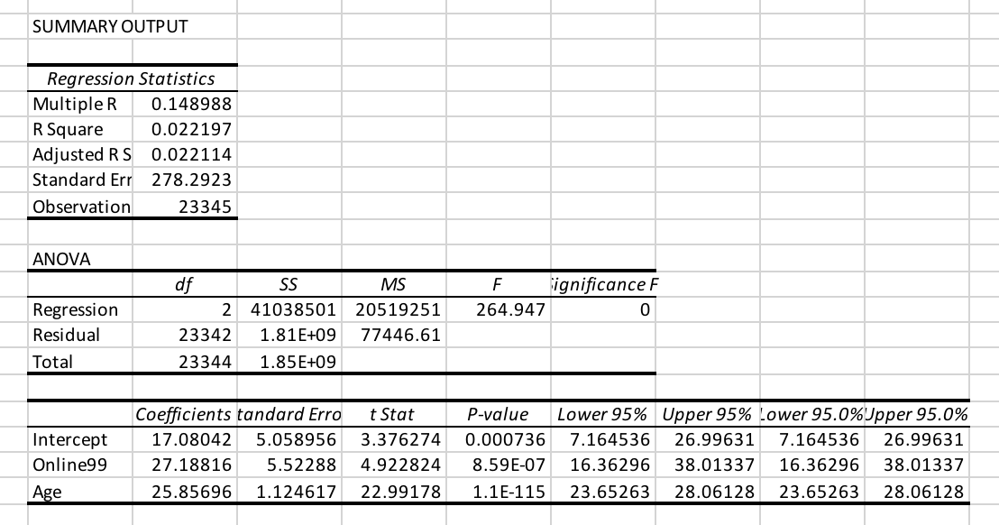 SUMMARY OUTPUT
Regression Statistics
Multiple R 0.148988
R Square 0.022197
Adjusted R S 0.022114
Standard Err 278.2923
Observation 23345
ANOVA
df SS MS F ignificance F
Regression 2 41038501 20519251 264.947 0
Residual 23342 1.81E+09 77446.61
Total 23344 1.85E+09
Coefficients tandard Erro t Stat P-value Lower 95% Upper 95% Lower 95.0% Upper 95.0%
Intercept 17.08042 5.058956 3.376274 0.000736 7.164536 26.99631 7.164536 26.99631
Online99 27.18816 5.52288 4.922824 8.59E-07 16.36296 38.01337 16.36296 38.01337
Age 25.85696 1.124617 22.99178 1.1E-115 23.65263 28.06128 23.65263 28.06128